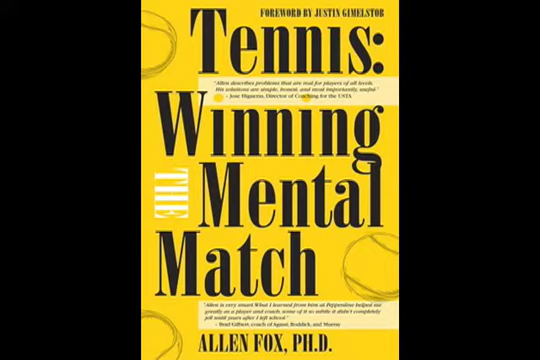 FOREWORD BY JUSTIN GIMELSTOB
Tennis:
"Allen describes problems that are real for players of all levels.
His solutions are simple, honest, and most importantly, useful."
- Jose Higueras, Director of Coaching for the USTA
Winning
THE
Mental
Match
"Allen is very smart. What I learned from him at Pepperdine helped me
greatly as a player and coach, some of it so subtle it didn't completely
jell until years after I left school."
- Brad Gilbert, coach of Agassi, Roddick, and Murray
ALLEN FOX, PH.D.